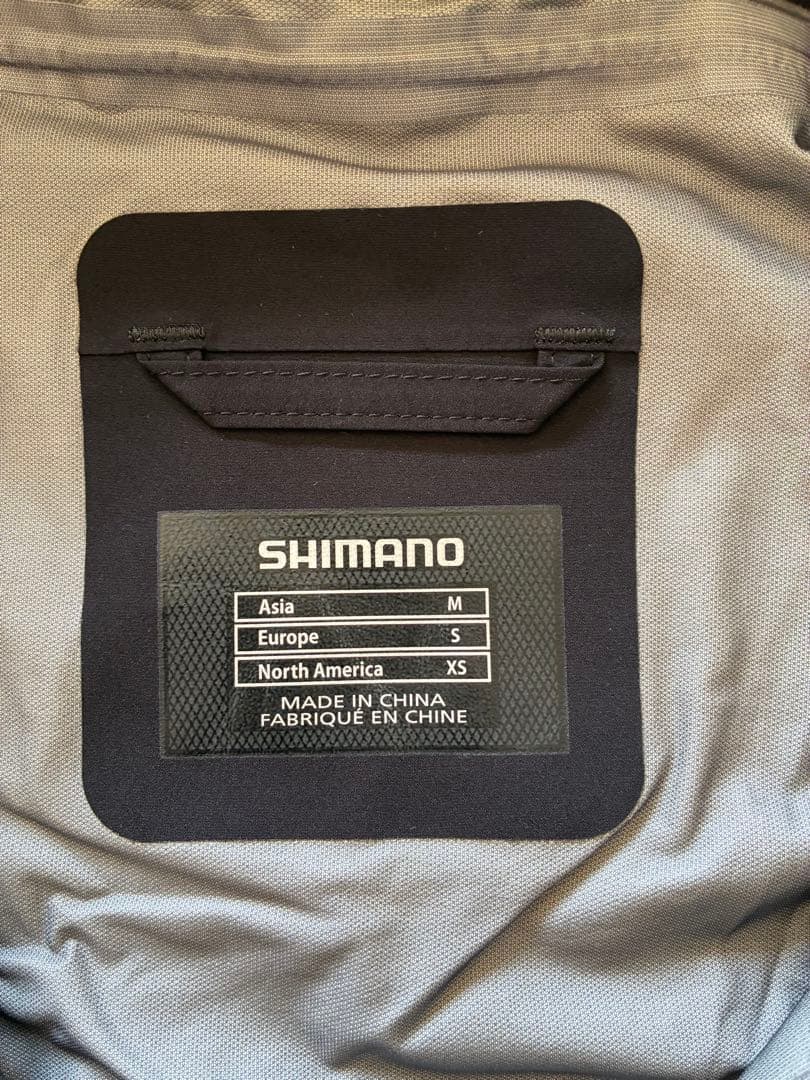 SHIMANO
Asia M
Europe S
North America XS
MADE IN CHINA
FABRIQUÉ EN CHINE